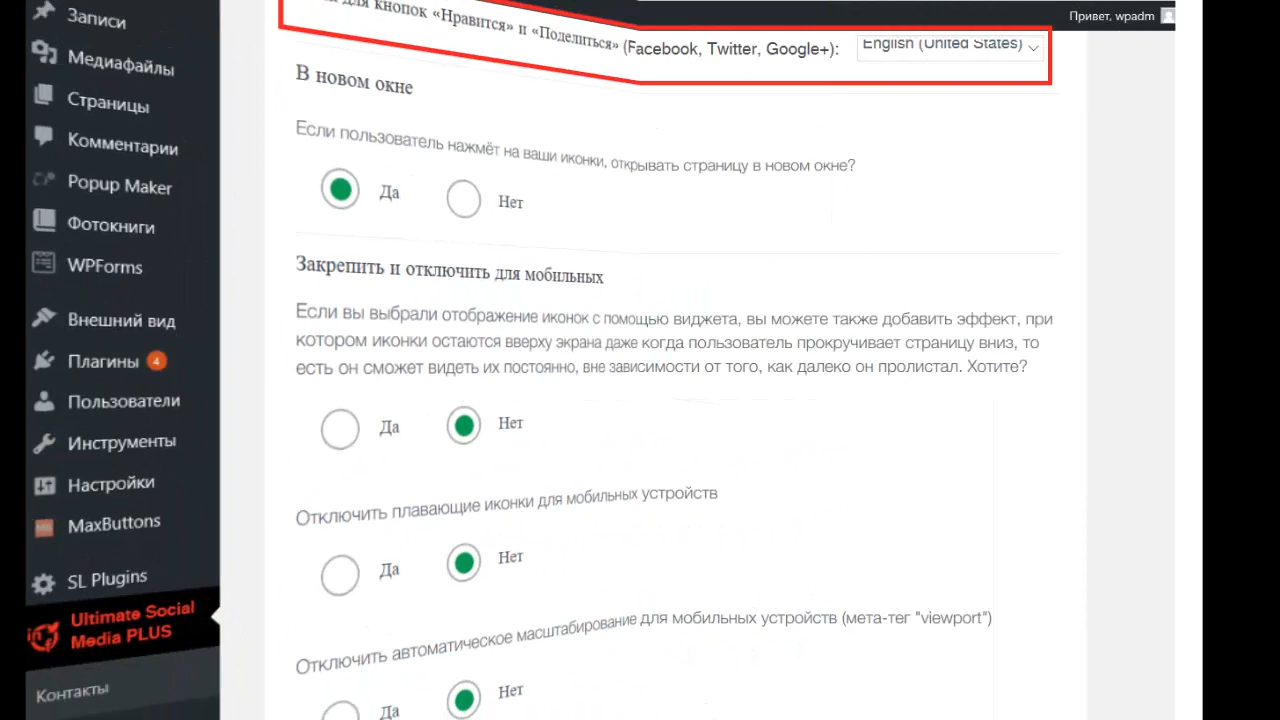 Привет, wpadm
для кнопок «Нравится» и «Поделиться» (Facebook, Twitter, Google+):
English (United States)
Записи
Медиафайлы
Страницы
Комментарии
Popup Maker
Фотокниги
WPForms
Внешний вид
Плагины 4
Пользователи
Инструменты
Настройки
MaxButtons
SL Plugins
Ultimate Social
Media PLUS
Контакты
В новом окне
Если пользователь нажмёт на ваши иконки, открывать страницу в новом окне?
Да
Нет
Закрепить и отключить для мобильных
Если вы выбрали отображение иконок с помощью виджета, вы можете также добавить эффект, при
котором иконки остаются вверху экрана даже когда пользователь прокручивает страницу вниз, то
есть он сможет видеть их постоянно, вне зависимости от того, как далеко он пролистал. Хотите?
Да
Нет
Отключить плавающие иконки для мобильных устройств
Да
Нет
Отключить автоматическое масштабирование для мобильных устройств (мета-тег "viewport")
Да
Нет